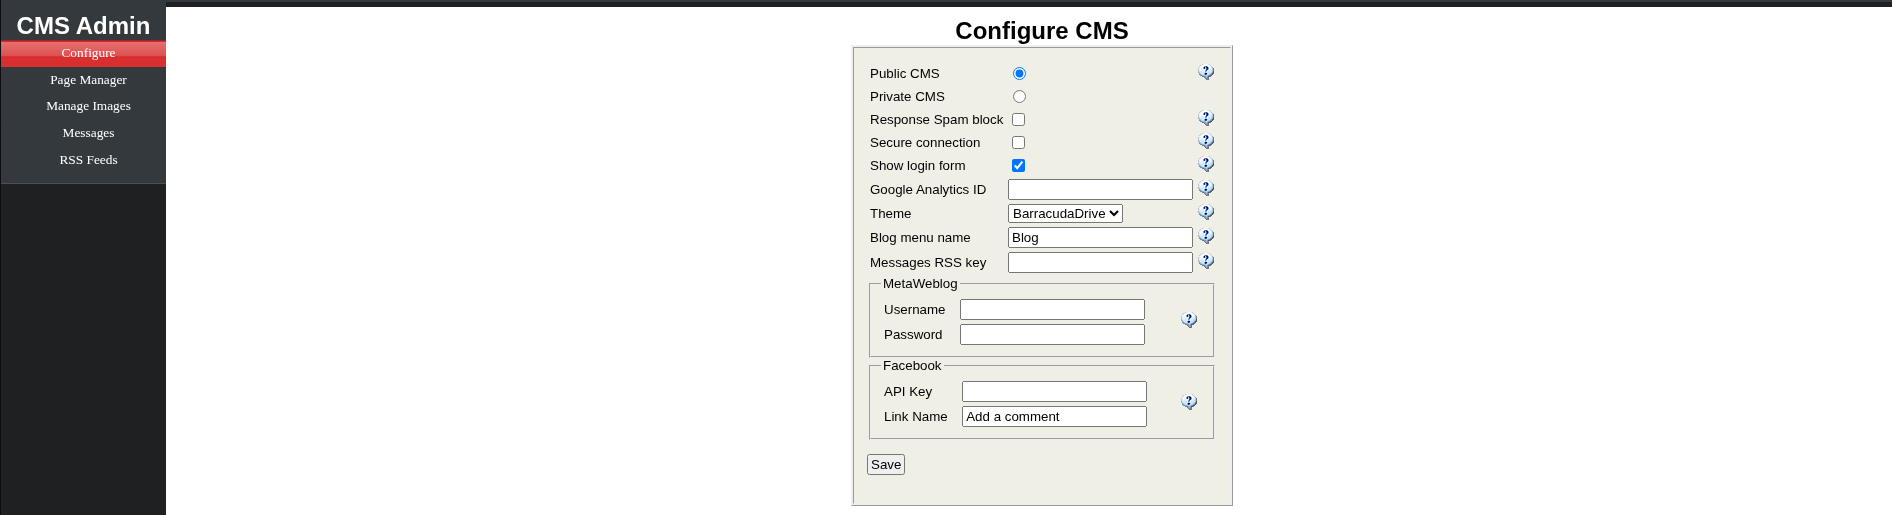 CMS Admin
Configure
Page Manager
Manage Images
Messages
RSS Feeds
Configure CMS
Public CMS
Private CMS
Response Spam block
Secure connection
Show login form
Google Analytics ID
Theme BarracudaDrive
Blog menu name Blog
Messages RSS key
MetaWeblog
Username
Password
Facebook
API Key
Link Name Add a comment
Save